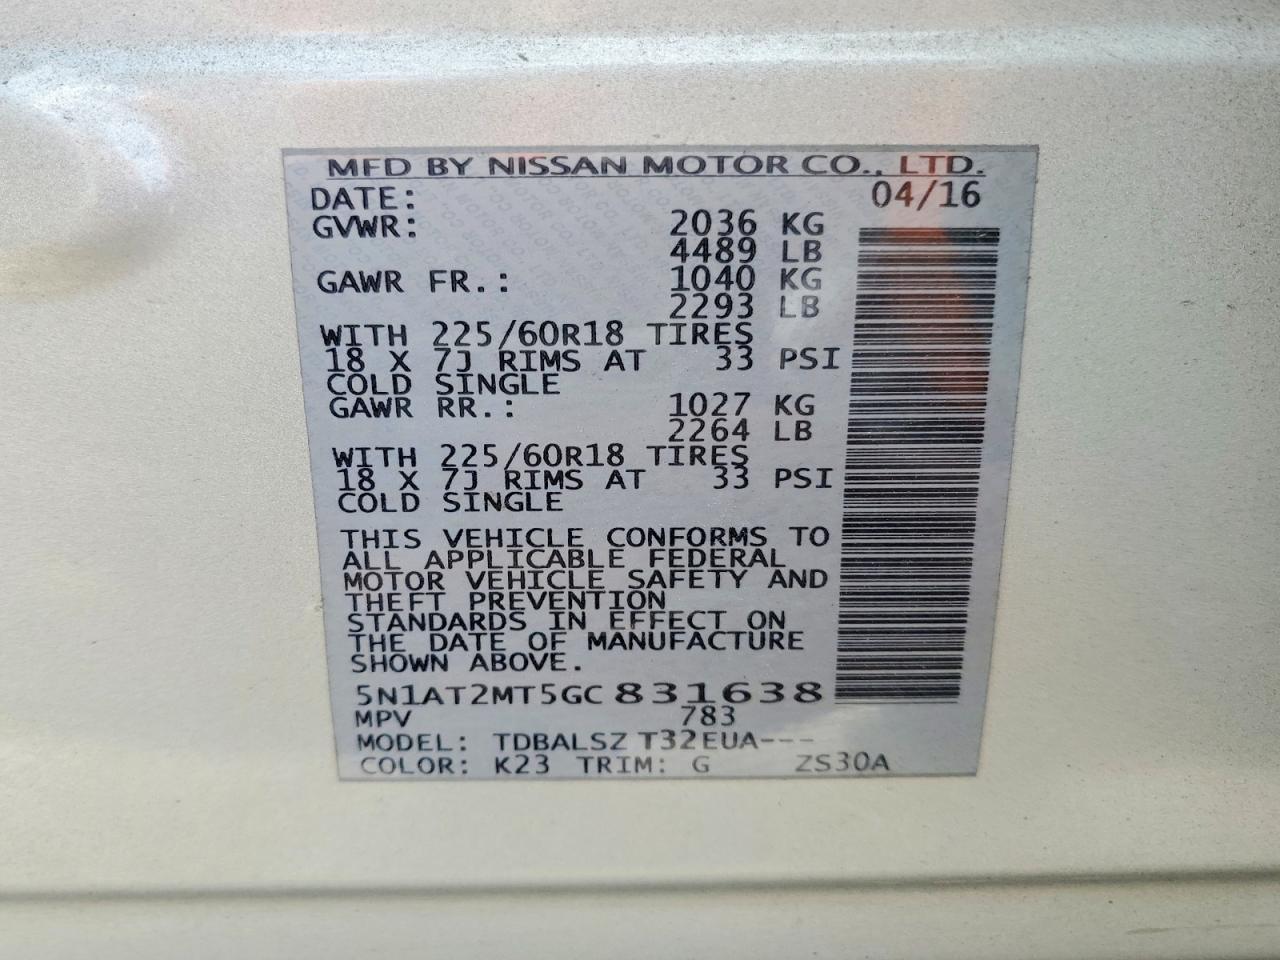 MFD BY NISSAN MOTOR CO., LTD.
DATE: 04/16
GVWR: 2036 KG
4489 LB
GAWR FR.: 1040 KG
2293 LB
WITH 225/60R18 TIRES
18 X 7J RIMS AT 33 PSI
COLD SINGLE
GAWR RR.: 1027 KG
2264 LB
WITH 225/60R18 TIRES
18 X 7J RIMS AT 33 PSI
COLD SINGLE
THIS VEHICLE CONFORMS TO
ALL APPLICABLE FEDERAL
MOTOR VEHICLE SAFETY AND
THEFT PREVENTION
STANDARDS IN EFFECT ON
THE DATE OF MANUFACTURE
SHOWN ABOVE.
5N1AT2MT5GC831638
MPV 783
MODEL: TDBALSZ T32EUA---
COLOR: K23 TRIM: G ZS30A